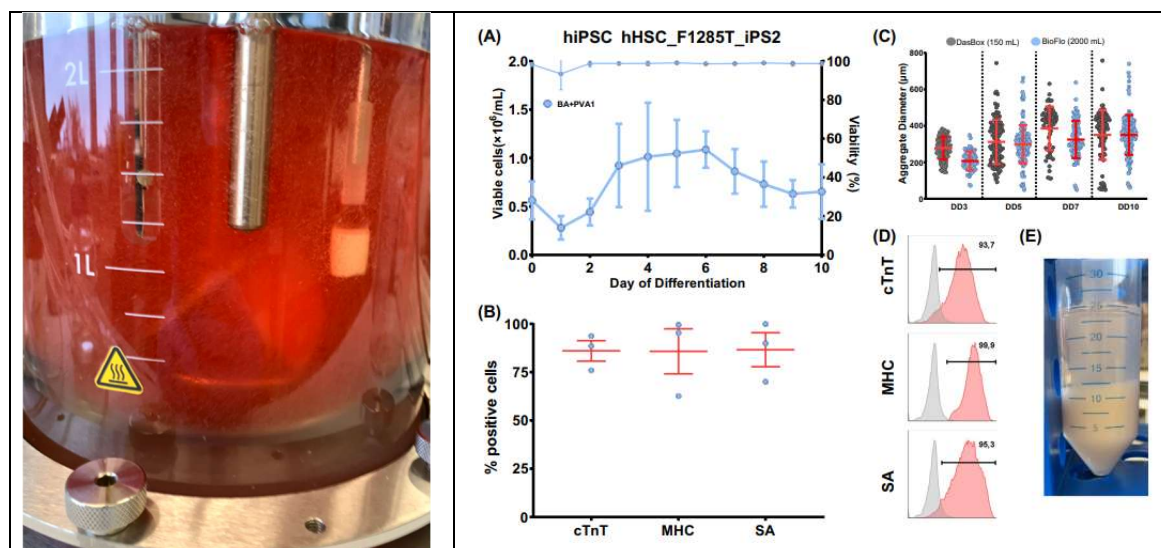 2L
1L
(A)
hiPSC hHSC_F1285T_iPS2
Viable cells(×10⁶/mL)
2.0
1.5
1.0
0.5
0.0
BA+PVA1
100
80
60
40
20
0
Viability
(%)
0 2 4 6 8 10
Day of Differentiation
(B)
% positive cells
100
75
50
25
0
cTnT MHC SA
(C)
DasBox (150 mL) BioFlo (2000 mL)
Aggregate Diameter (µm)
800
600
400
200
0
DD3 DD5 DD7 DD10
(D)
cTnT
93,7
MHC
99,9
SA
95,3
(E)
30
20
15
10
5